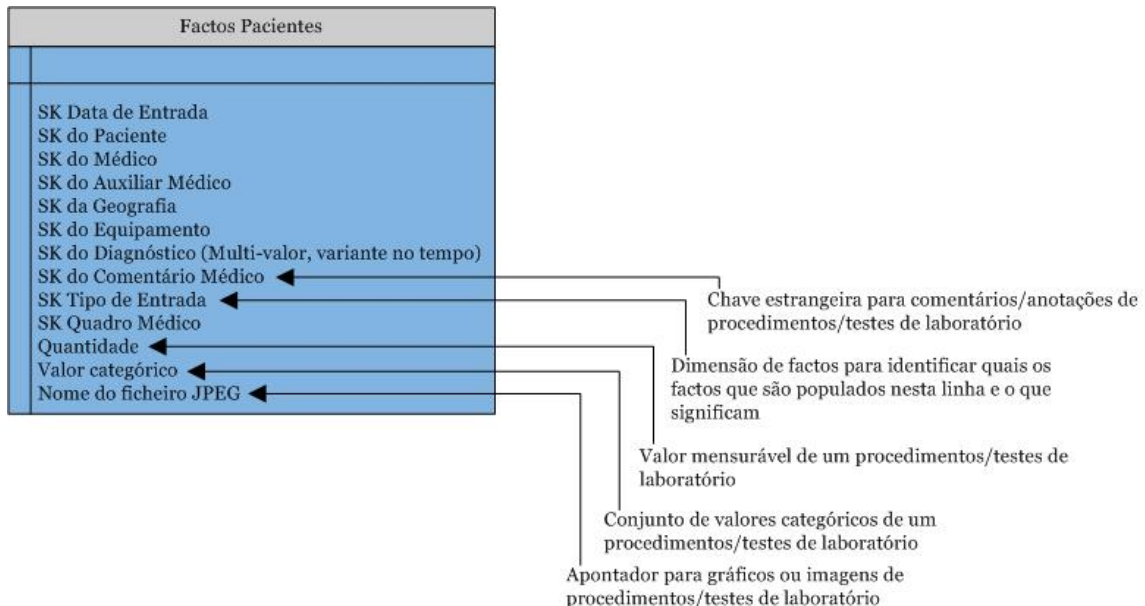 Factos Pacientes
SK Data de Entrada
SK do Paciente
SK do Médico
SK do Auxiliar Médico
SK da Geografia
SK do Equipamento
SK do Diagnóstico (Multi-valor, variante no tempo)
SK do Comentário Médico
SK Tipo de Entrada
SK Quadro Médico
Quantidade
Valor categórico
Nome do ficheiro JPEG
Chave estrangeira para comentários/anotações de
procedimentos/testes de laboratório
Dimensão de factos para identificar quais os
factos que são populados nesta linha e o que
significam
Valor mensurável de um procedimentos/testes de
laboratório
Conjunto de valores categóricos de um
procedimentos/testes de laboratório
Apontador para gráficos ou imagens de
procedimentos/testes de laboratório